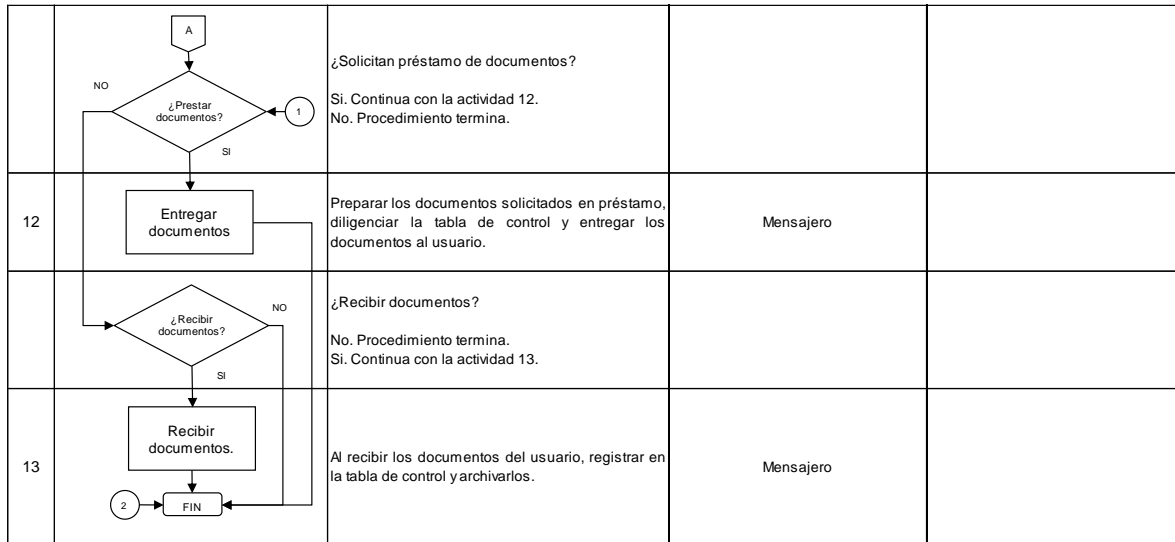 A
NO
¿Prestar
documentos?
1
SI
¿Solicitan préstamo de documentos?
Si. Continua con la actividad 12.
No. Procedimiento termina.
12
Entregar
documentos
Preparar los documentos solicitados en préstamo,
diligenciar la tabla de control y entregar los
documentos al usuario.
Mensajero
¿Recibir
documentos?
NO
SI
¿Recibir documentos?
No. Procedimiento termina.
Si. Continua con la actividad 13.
13
Recibir
documentos.
2
FIN
Al recibir los documentos del usuario, registrar en
la tabla de control y archivarlos.
Mensajero